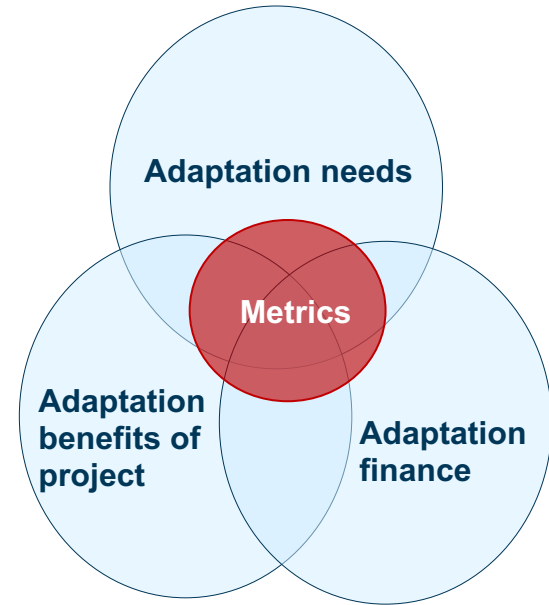 Adaptation needs
Metrics
Adaptation
benefits of
project
Adaptation
finance